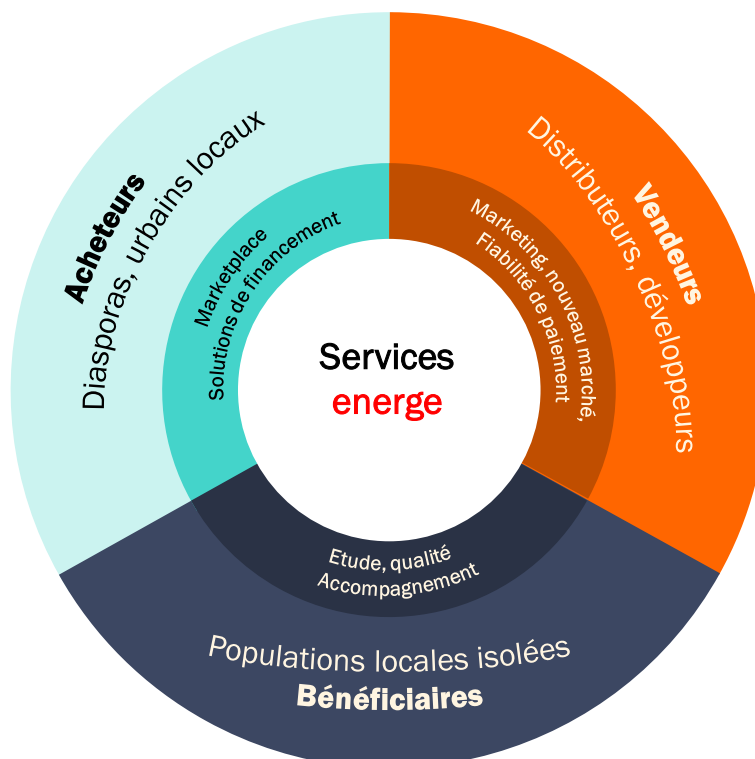 Acheteurs
Diasporas, urbains locaux
Marketplace
Solutions de financement
Vendeurs
Distributeurs, développeurs
Marketing, nouveau marché,
Fiabilité de paiement
Services
energe
Etude, qualité
Accompagnement
Populations locales isolées
Bénéficiaires